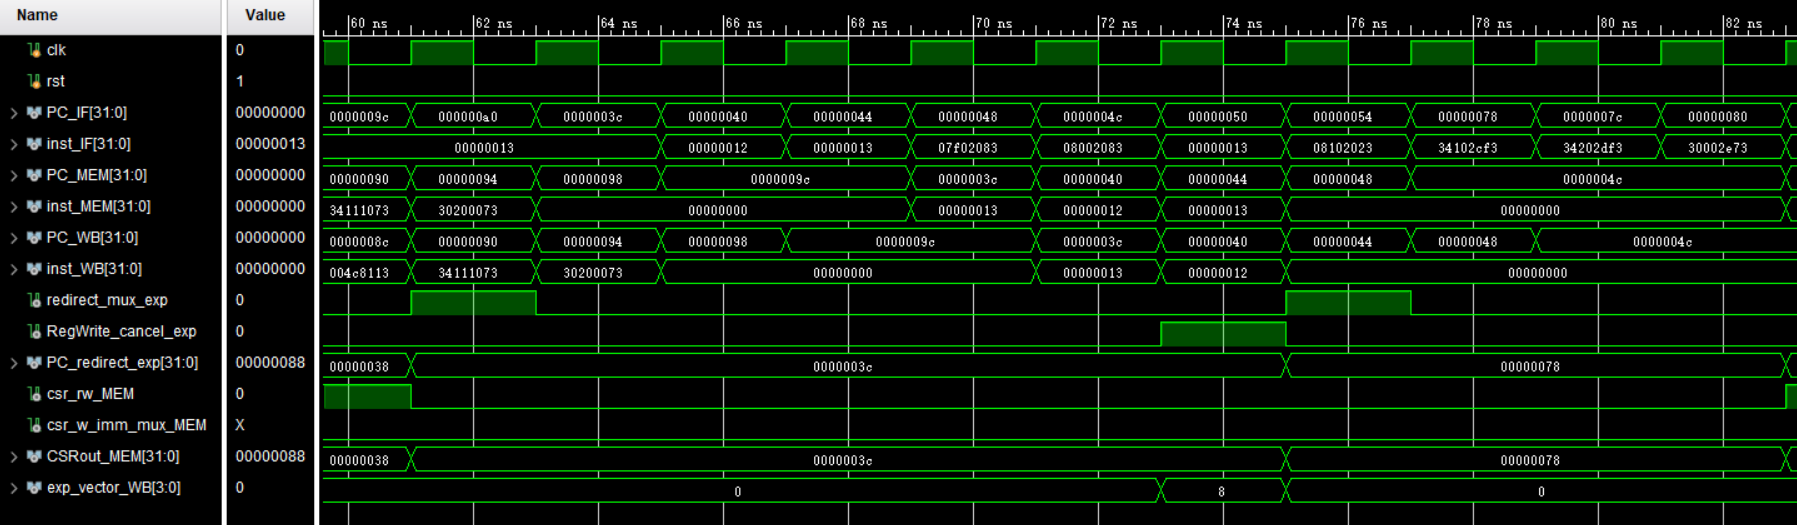 Name Value 60 ns 62 ns 64 ns 66 ns 68 ns 70 ns 72 ns 74 ns 76 ns 78 ns 80 ns 82 ns
clk 0
rst 1
PC_IF[31:0] 00000000 0000009c 000000a0 0000003c 00000040 00000044 00000048 0000004c 00000050 00000054 00000078 0000007c 00000080
inst_IF[31:0] 00000013 00000013 00000012 00000013 07f02083 08002083 00000013 08102023 34102cf3 34202df3 30002e73
PC_MEM[31:0] 00000000 00000090 00000094 00000098 0000009c 0000003c 00000040 00000044 00000048 0000004c
inst_MEM[31:0] 00000000 34111073 30200073 00000000 00000013 00000012 00000013 00000000
PC_WB[31:0] 00000000 0000008c 00000090 00000094 00000098 0000009c 0000003c 00000040 00000044 00000048 0000004c
inst_WB[31:0] 00000000 004c8113 34111073 30200073 00000000 00000013 00000012 00000000
redirect_mux_exp 0
RegWrite_cancel_exp 0
PC_redirect_exp[31:0] 00000088 00000038 0000003c 00000078
csr_rw_MEM 0
csr_w_imm_mux_MEM X
CSRout_MEM[31:0] 00000088 00000038 0000003c 00000078
exp_vector_WB[3:0] 0 0 8 0